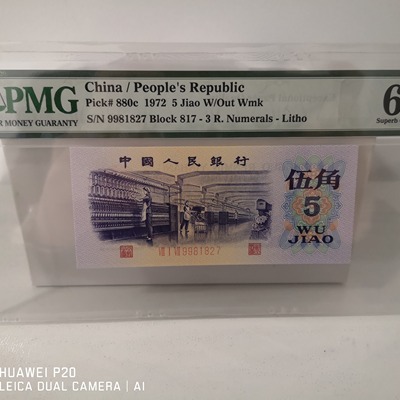 PMG
R MONEY GUARANTY
China / People's Republic
Pick# 880c 1972 5 Jiao W/Out Wmk
S/N 9981827 Block 817 - 3 R. Numerals - Litho
6
Superb
中國人民銀行
伍角
5
WU
JIAO
VIII I VII 9981827
HUAWEI P20
LEICA DUAL CAMERA | AI